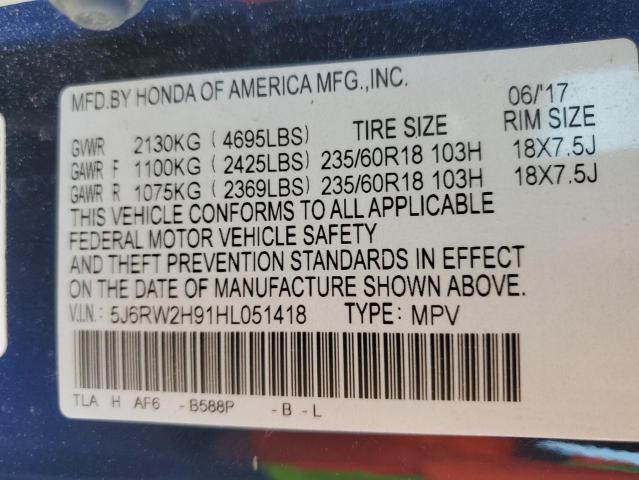 MFD.BY HONDA OF AMERICA MFG.,INC. 06/'17
GVWR 2130KG ( 4695LBS) TIRE SIZE RIM SIZE
GAWR F 1100KG ( 2425LBS) 235/60R18 103H 18X7.5J
GAWR R 1075KG ( 2369LBS) 235/60R18 103H 18X7.5J
THIS VEHICLE CONFORMS TO ALL APPLICABLE
FEDERAL MOTOR VEHICLE SAFETY
AND THEFT PREVENTION STANDARDS IN EFFECT
ON THE DATE OF MANUFACTURE SHOWN ABOVE.
V.I.N.: 5J6RW2H91HL051418 TYPE: MPV
TLA H AF6 - B588P - B - L